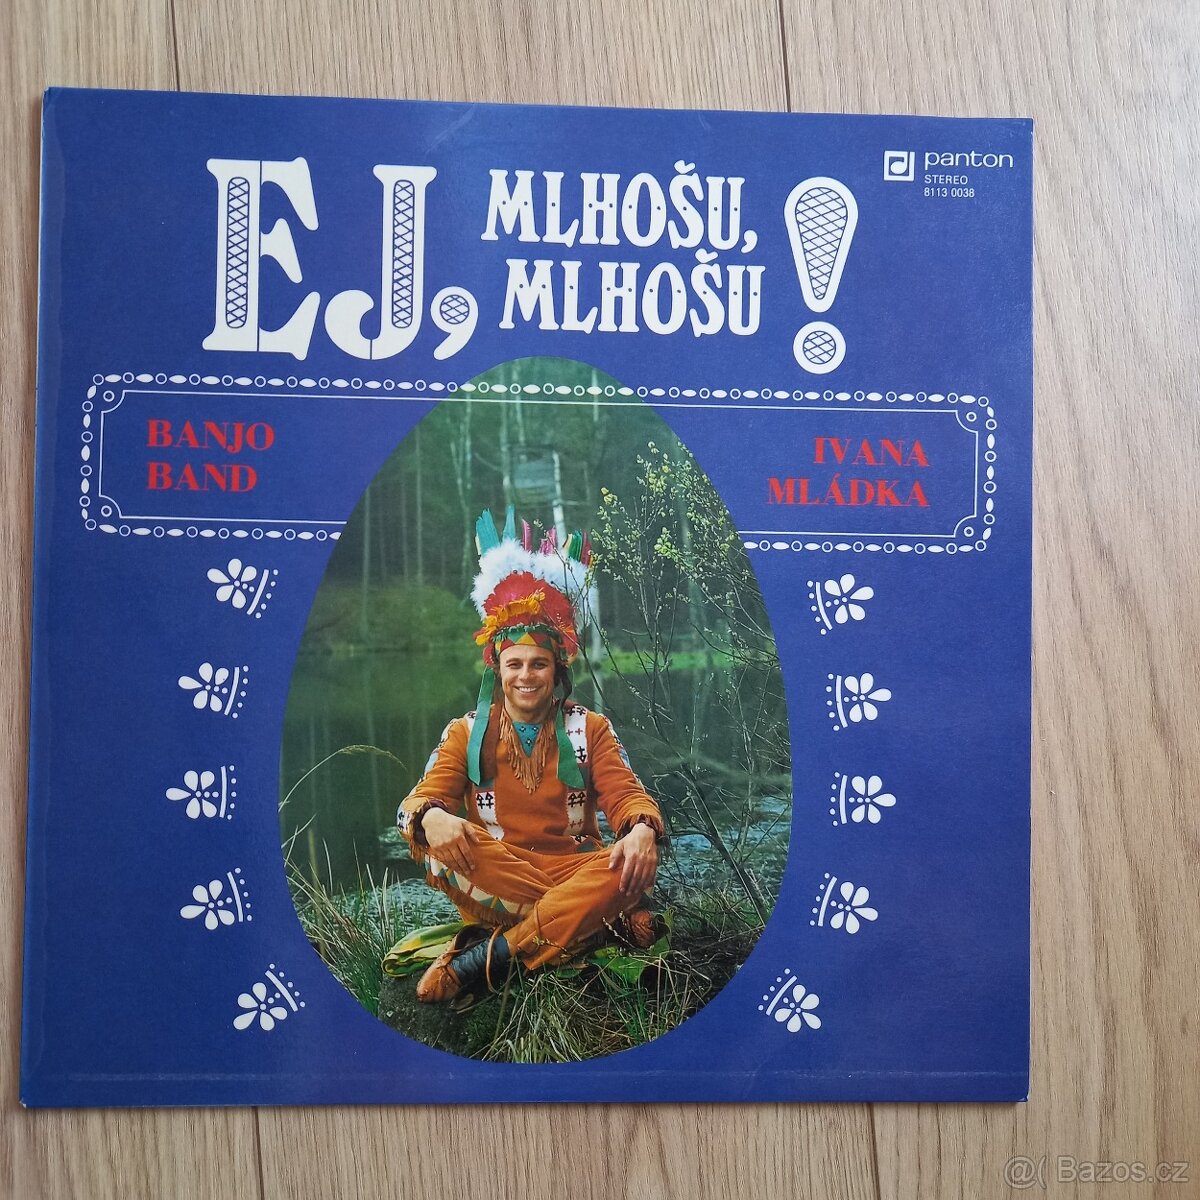 EJ, MLHOŠU,
MLHOŠU!
panton
STEREO
8113 0038
BANJO
BAND
IVANA
MLÁDKA
@( Bazos.cz